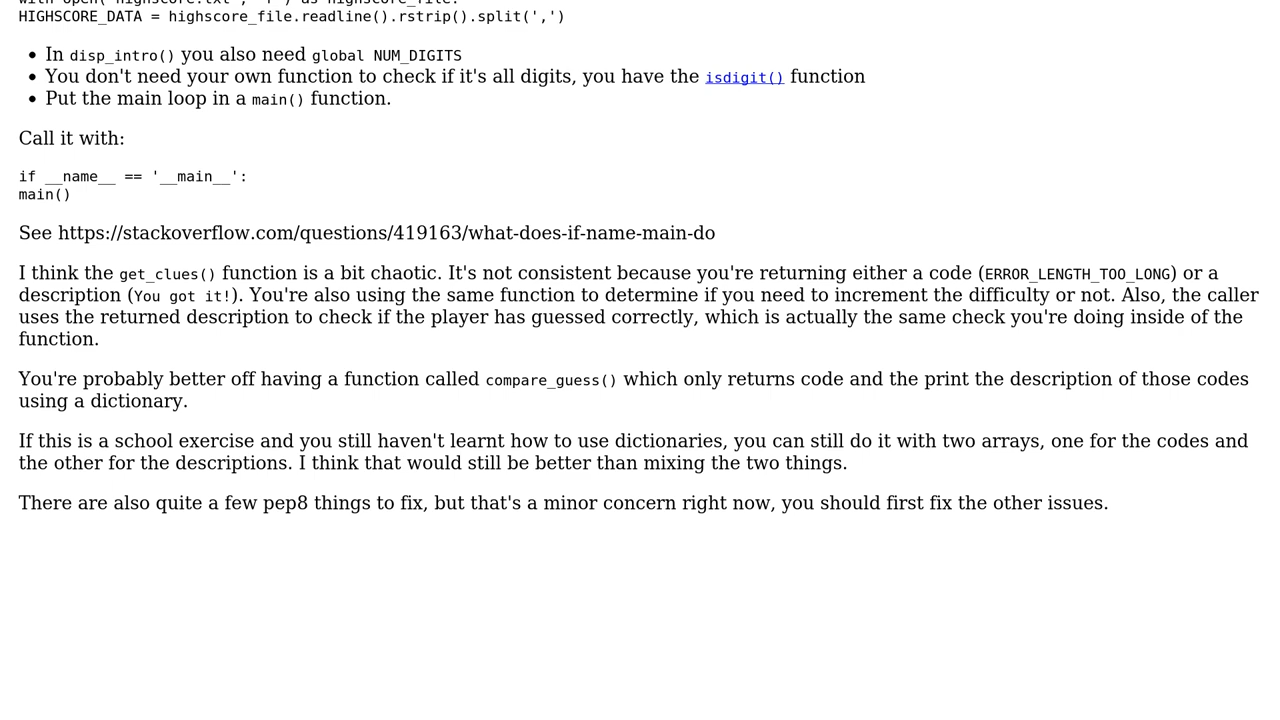 with open('highscore.txt', 'r') as highscore_file:
HIGHSCORE_DATA = highscore_file.readline().rstrip().split(',')
In disp_intro() you also need global NUM_DIGITS
You don't need your own function to check if it's all digits, you have the isdigit() function
Put the main loop in a main() function.
Call it with:
if __name__ == '__main__':
main()
See https://stackoverflow.com/questions/419163/what-does-if-name-main-do
I think the get_clues() function is a bit chaotic. It's not consistent because you're returning either a code (ERROR_LENGTH_TOO_LONG) or a
description (You got it!). You're also using the same function to determine if you need to increment the difficulty or not. Also, the caller
uses the returned description to check if the player has guessed correctly, which is actually the same check you're doing inside of the
function.
You're probably better off having a function called compare_guess() which only returns code and the print the description of those codes
using a dictionary.
If this is a school exercise and you still haven't learnt how to use dictionaries, you can still do it with two arrays, one for the codes and
the other for the descriptions. I think that would still be better than mixing the two things.
There are also quite a few pep8 things to fix, but that's a minor concern right now, you should first fix the other issues.